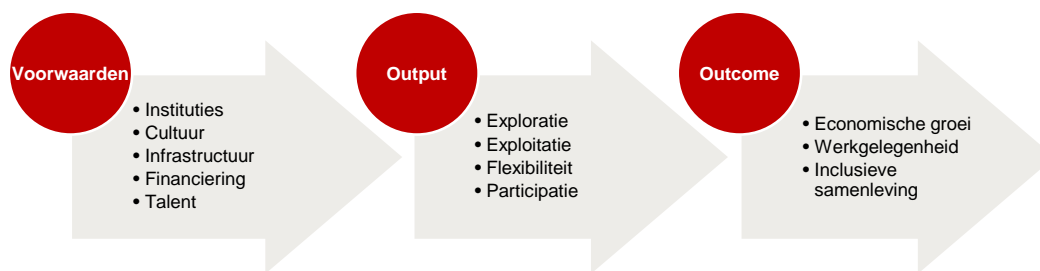 Voorwaarden
• Instituties
• Cultuur
• Infrastructuur
• Financiering
• Talent
Output
• Exploratie
• Exploitatie
• Flexibiliteit
• Participatie
Outcome
• Economische groei
• Werkgelegenheid
• Inclusieve
samenleving